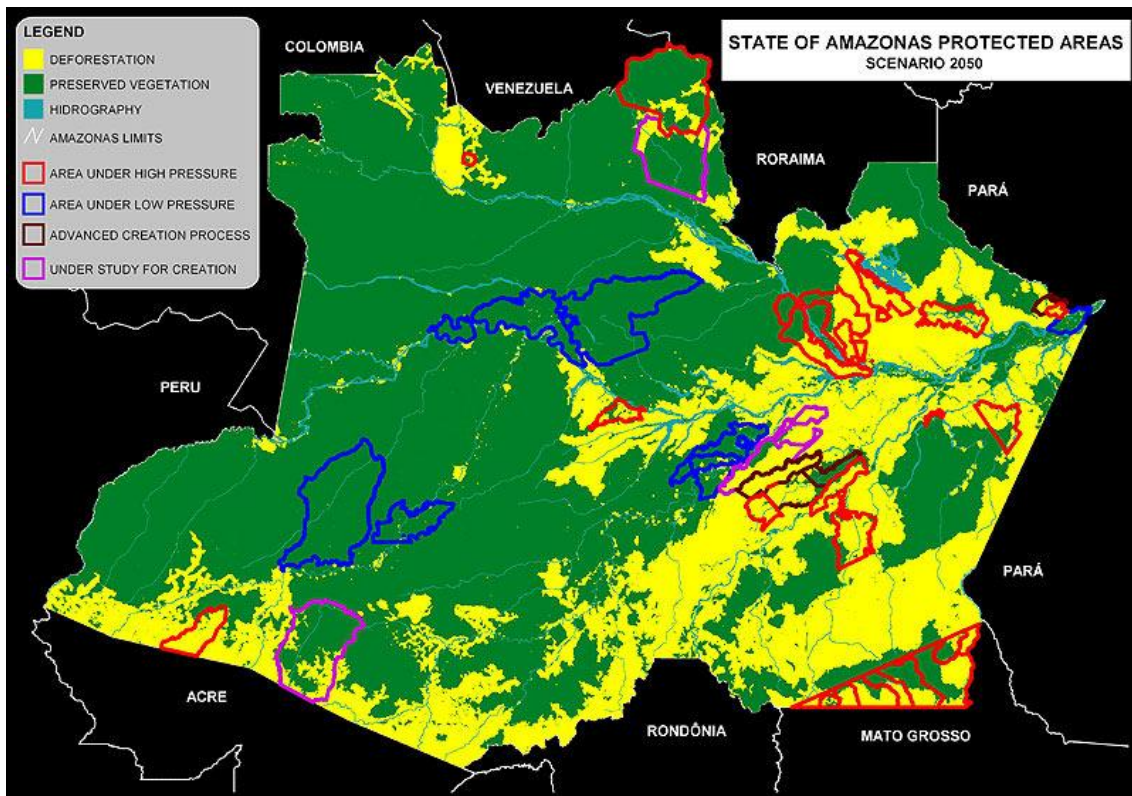 LEGEND
DEFORESTATION
PRESERVED VEGETATION
HIDROGRAPHY
AMAZONAS LIMITS
AREA UNDER HIGH PRESSURE
AREA UNDER LOW PRESSURE
ADVANCED CREATION PROCESS
UNDER STUDY FOR CREATION
STATE OF AMAZONAS PROTECTED AREAS
SCENARIO 2050
COLOMBIA
VENEZUELA
RORAIMA
PARÁ
PERU
PARÁ
ACRE
RONDÔNIA
MATO GROSSO